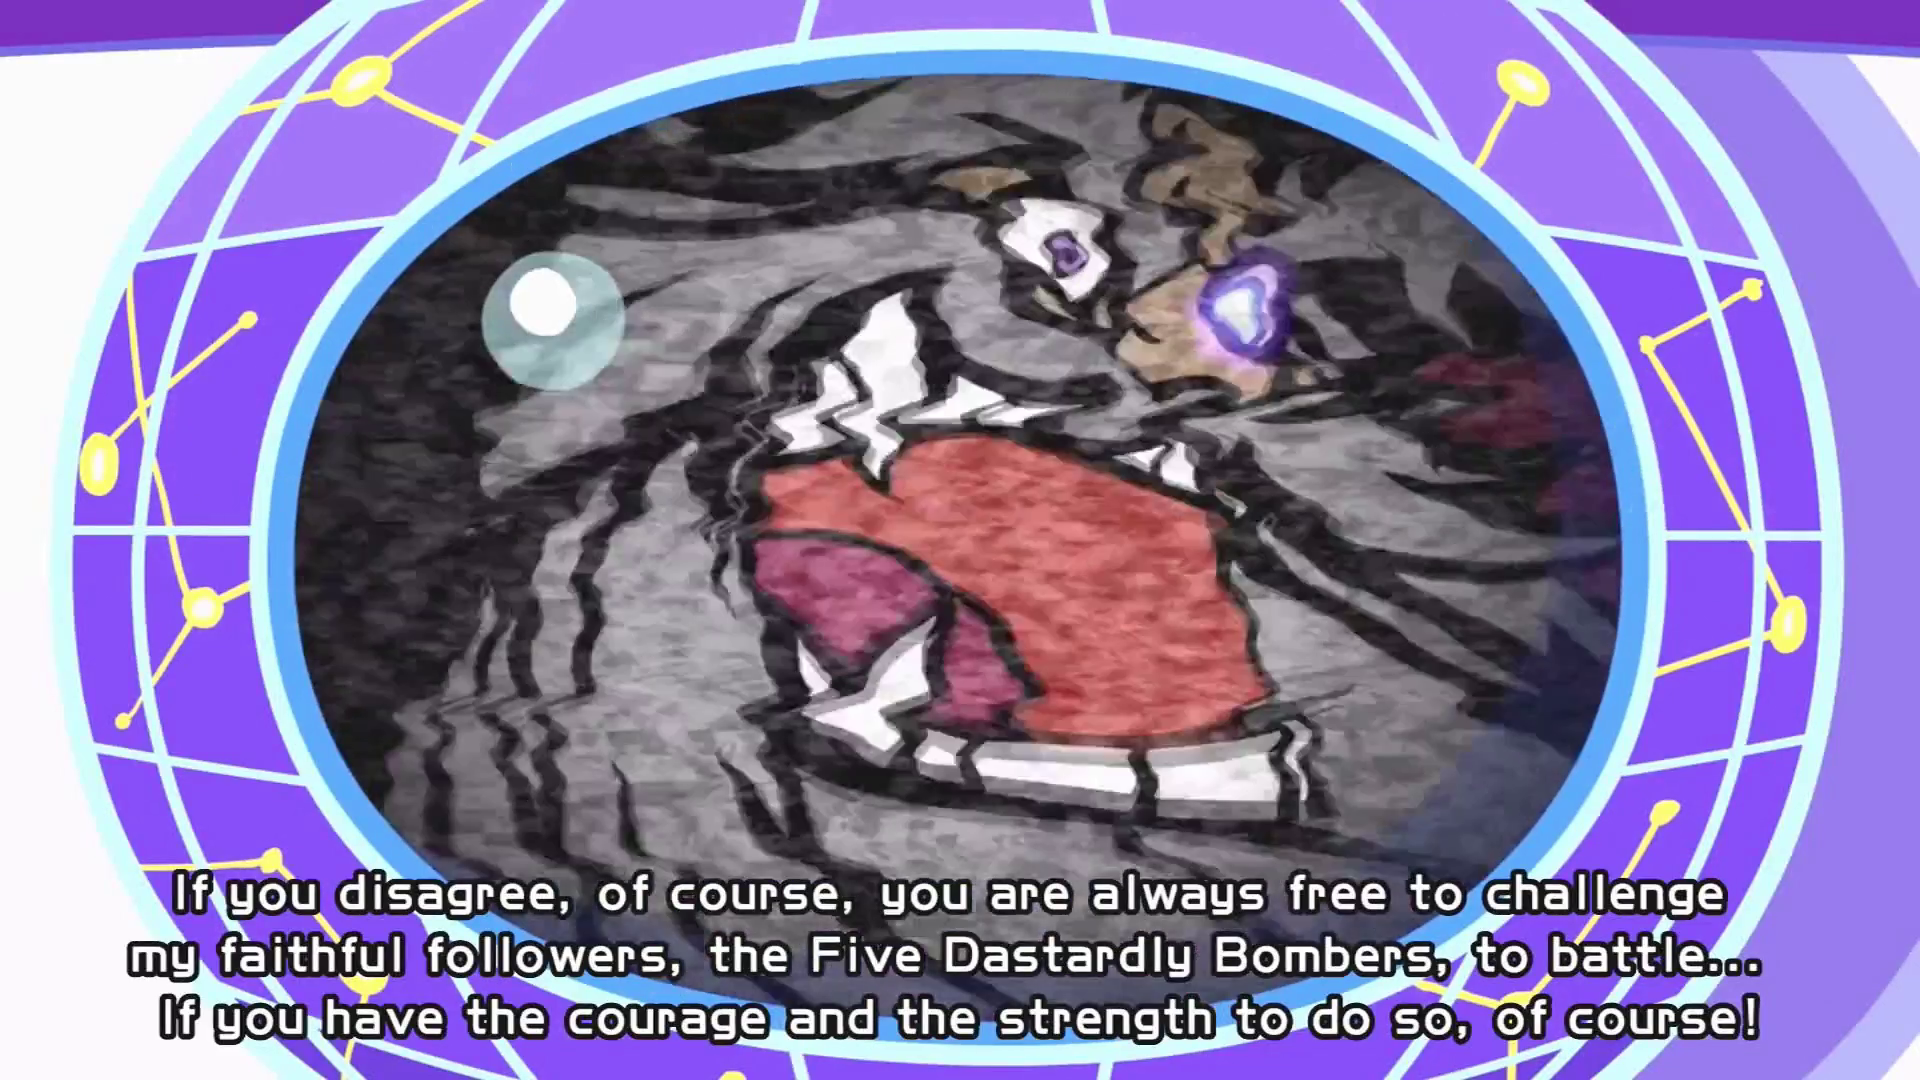 If you disagree, of course, you are always free to challenge
my faithful followers, the Five Dastardly Bombers, to battle...
If you have the courage and the strength to do so, of course!